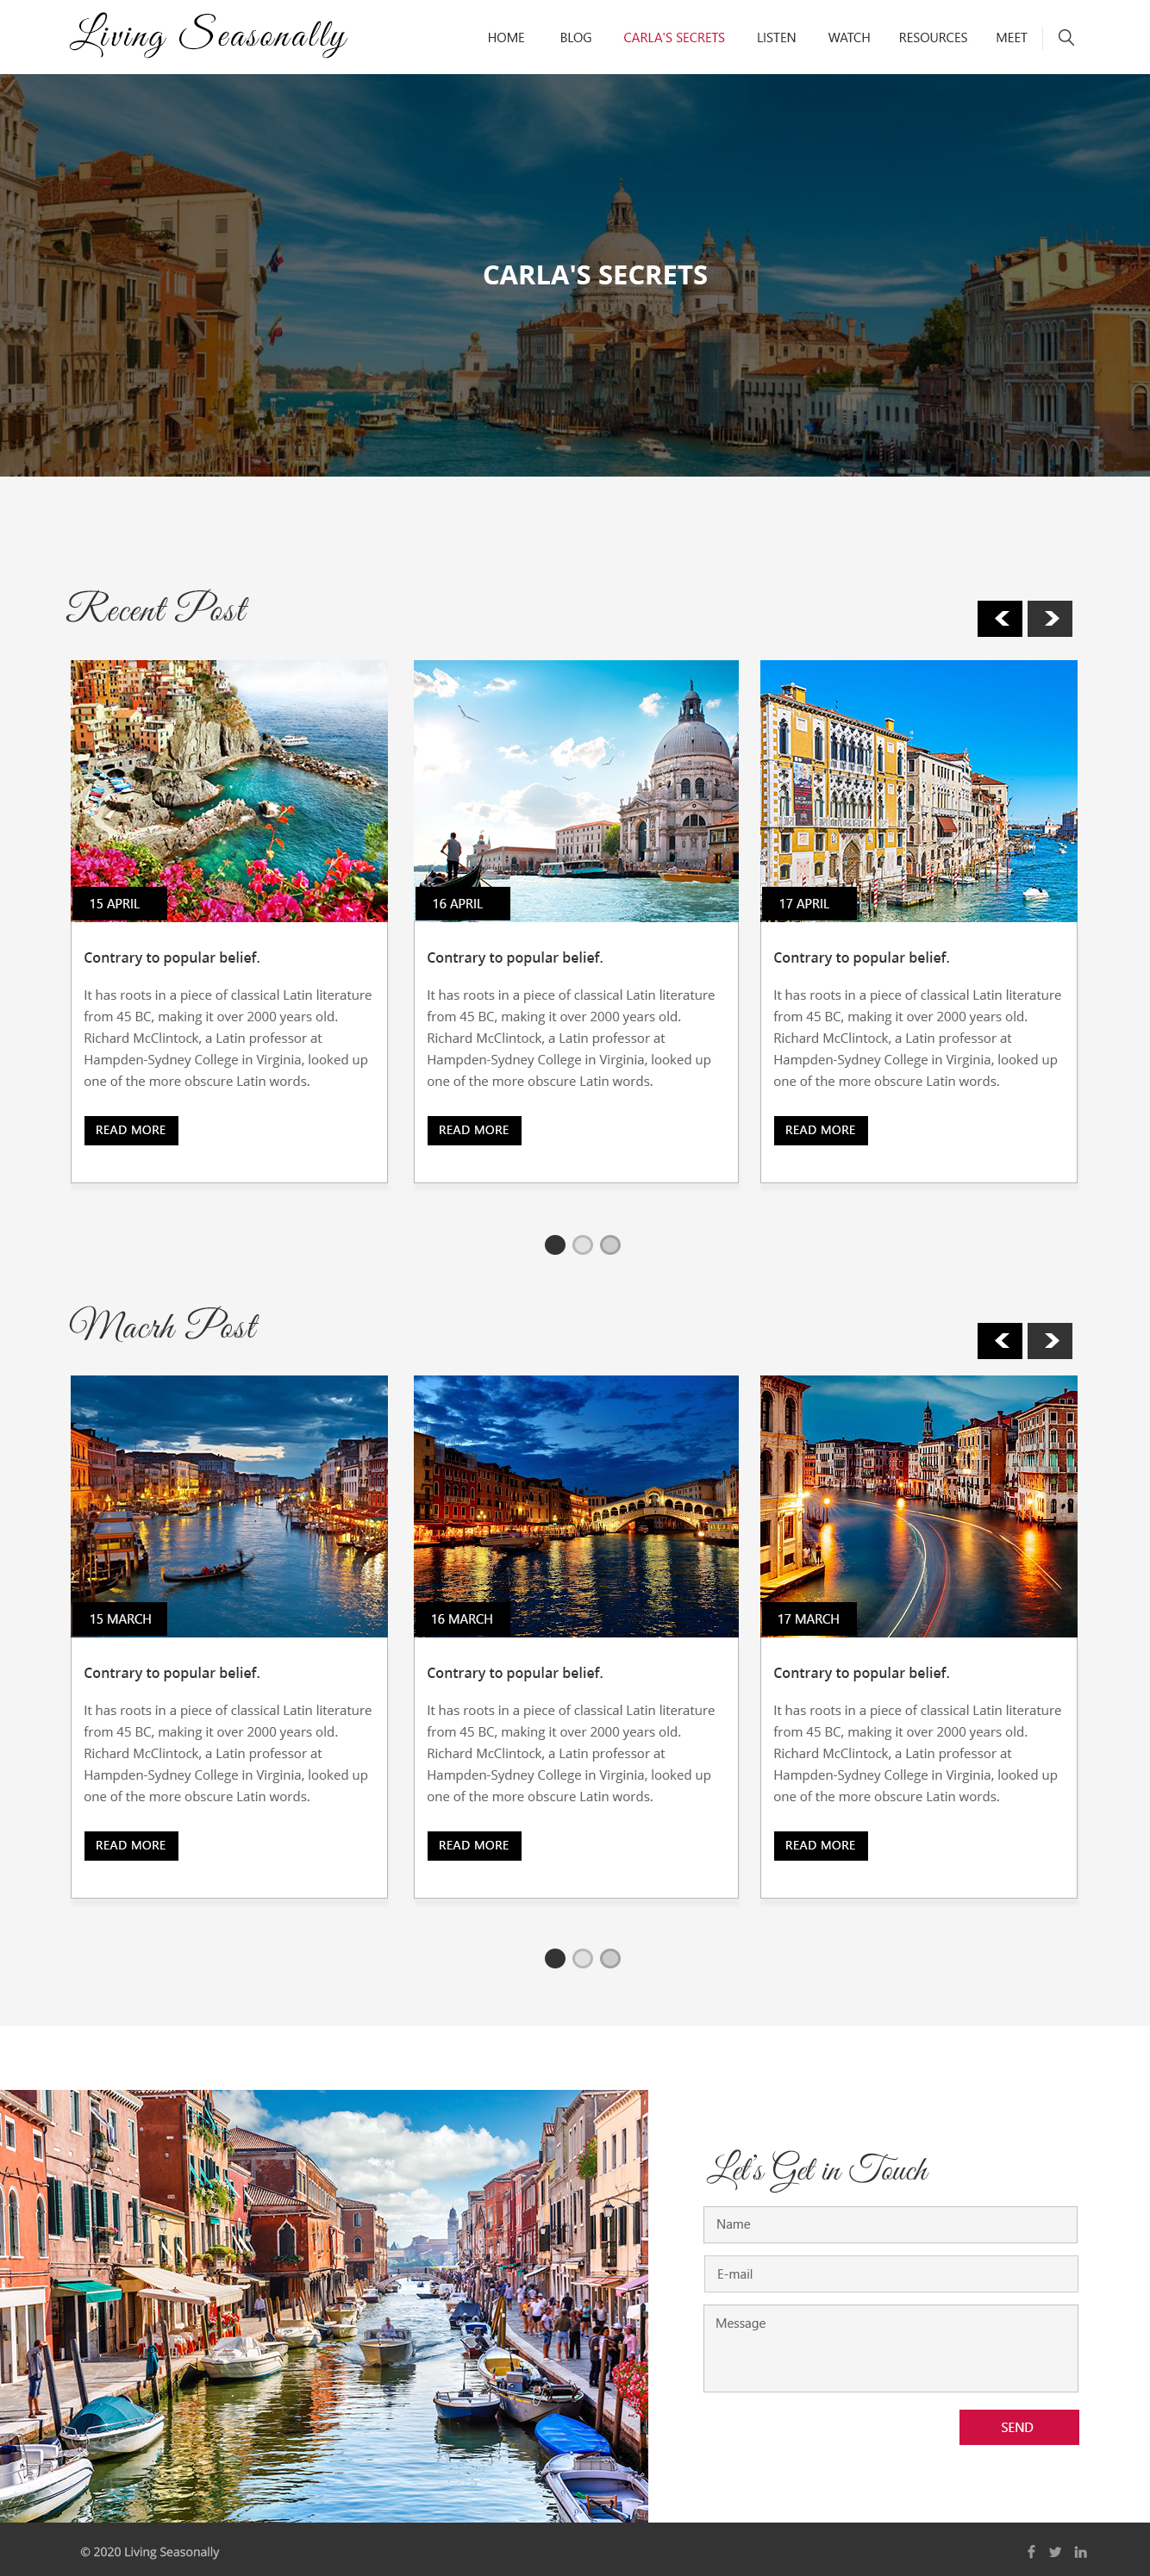 Living Seasonally
HOME BLOG CARLA'S SECRETS LISTEN WATCH RESOURCES MEET
CARLA'S SECRETS
Recent Post
15 APRIL
Contrary to popular belief.
It has roots in a piece of classical Latin literature
from 45 BC, making it over 2000 years old.
Richard McClintock, a Latin professor at
Hampden-Sydney College in Virginia, looked up
one of the more obscure Latin words.
READ MORE
16 APRIL
Contrary to popular belief.
It has roots in a piece of classical Latin literature
from 45 BC, making it over 2000 years old.
Richard McClintock, a Latin professor at
Hampden-Sydney College in Virginia, looked up
one of the more obscure Latin words.
READ MORE
17 APRIL
Contrary to popular belief.
It has roots in a piece of classical Latin literature
from 45 BC, making it over 2000 years old.
Richard McClintock, a Latin professor at
Hampden-Sydney College in Virginia, looked up
one of the more obscure Latin words.
READ MORE
Macrh Post
15 MARCH
Contrary to popular belief.
It has roots in a piece of classical Latin literature
from 45 BC, making it over 2000 years old.
Richard McClintock, a Latin professor at
Hampden-Sydney College in Virginia, looked up
one of the more obscure Latin words.
READ MORE
16 MARCH
Contrary to popular belief.
It has roots in a piece of classical Latin literature
from 45 BC, making it over 2000 years old.
Richard McClintock, a Latin professor at
Hampden-Sydney College in Virginia, looked up
one of the more obscure Latin words.
READ MORE
17 MARCH
Contrary to popular belief.
It has roots in a piece of classical Latin literature
from 45 BC, making it over 2000 years old.
Richard McClintock, a Latin professor at
Hampden-Sydney College in Virginia, looked up
one of the more obscure Latin words.
READ MORE
Let's Get in Touch
Name
E-mail
Message
SEND
© 2020 Living Seasonally